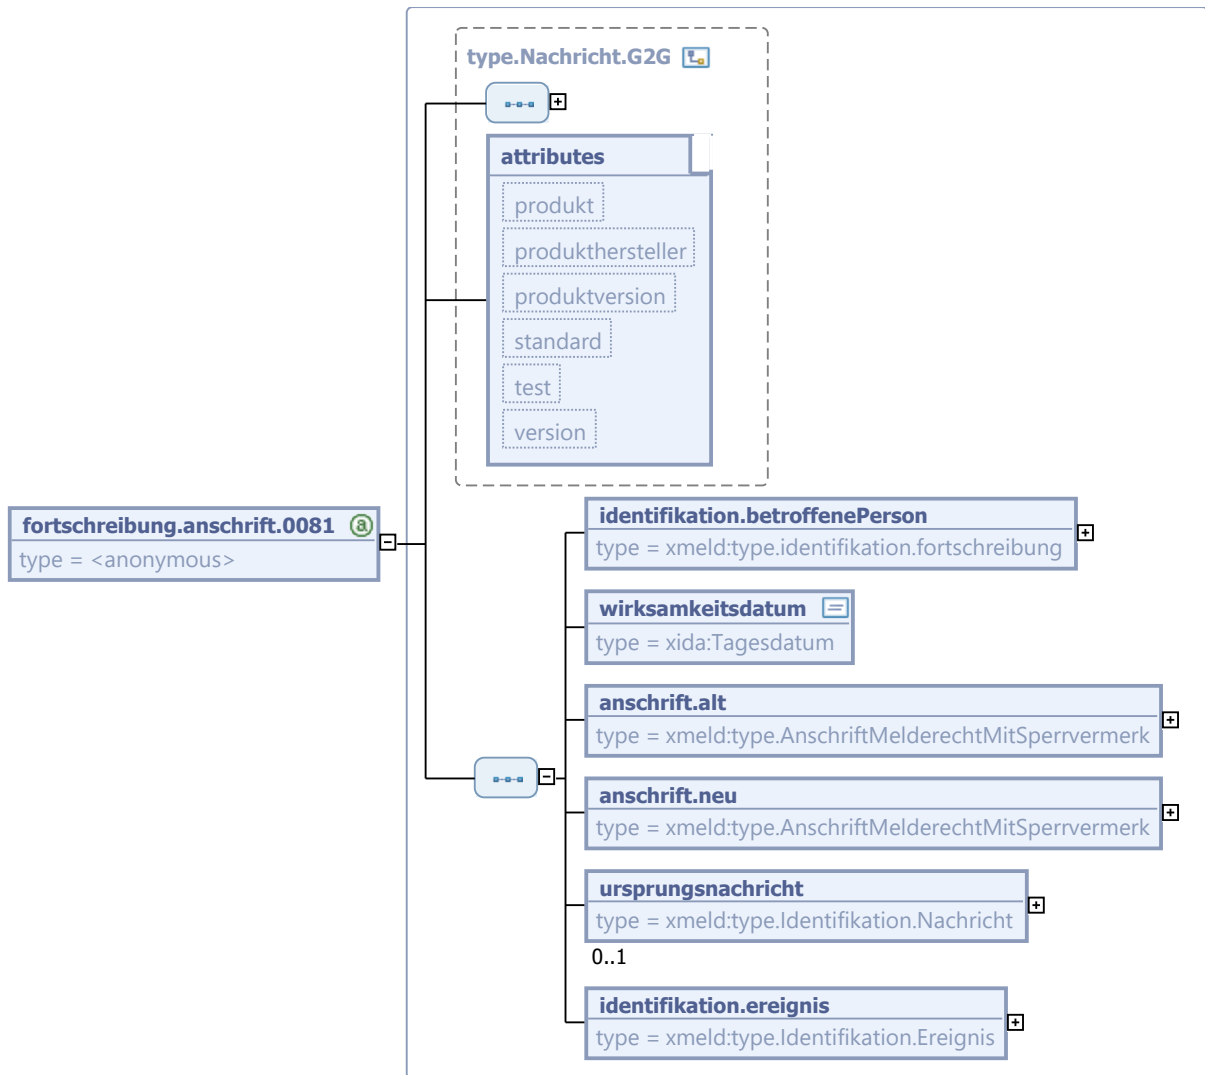 type.Nachricht.G2G
attributes
produkt
produkthersteller
produktversion
standard
test
version
fortschreibung.anschrift.0081
type = <anonymous>
identifikation.betroffenePerson
type = xmeld:type.identifikation.fortschreibung
wirksamkeitsdatum
type = xida:Tagesdatum
anschrift.alt
type = xmeld:type.AnschriftMelderechtMitSperrvermerk
anschrift.neu
type = xmeld:type.AnschriftMelderechtMitSperrvermerk
ursprungsnachricht
type = xmeld:type.Identifikation.Nachricht
0..1
identifikation.ereignis
type = xmeld:type.Identifikation.Ereignis